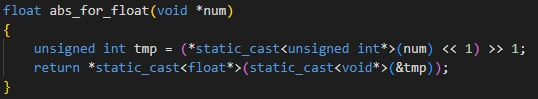 float abs_for_float(void *num)
{
    unsigned int tmp = (*static_cast<unsigned int*>(num) << 1) >> 1;
    return *static_cast<float*>(static_cast<void*>(&tmp));
}